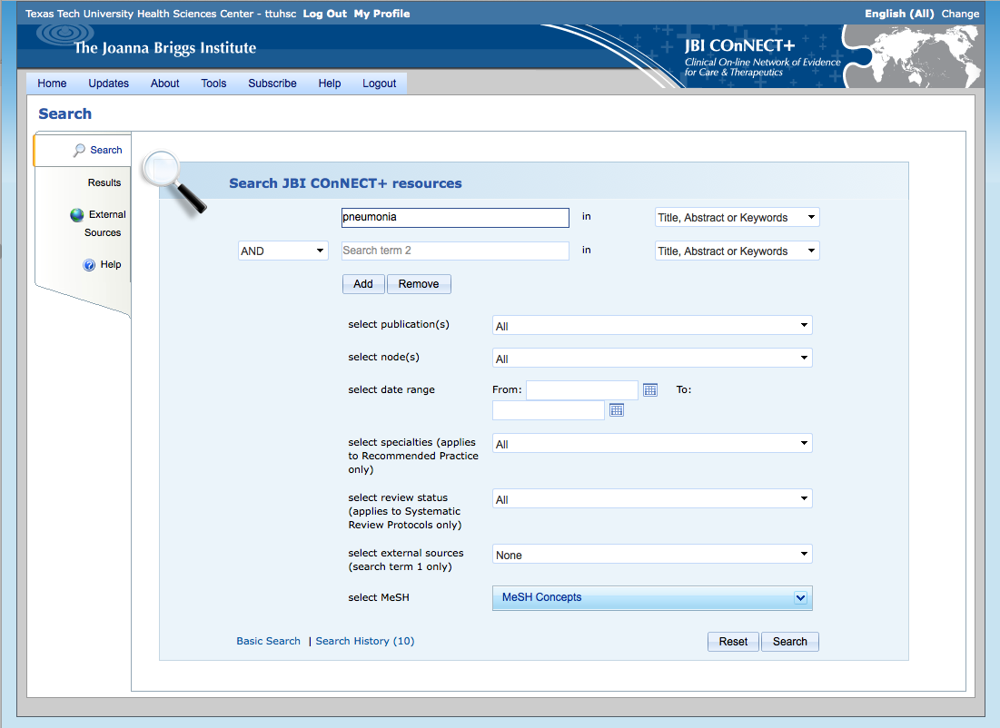 Texas Tech University Health Sciences Center - ttuhsc Log Out My Profile English (All) Change
The Joanna Briggs Institute
JBI COnNECT+
Clinical On-line Network of Evidence
for Care & Therapeutics
Home Updates About Tools Subscribe Help Logout
Search
Search
Results
External
Sources
Help
Search JBI COnNECT+ resources
pneumonia in Title, Abstract or Keywords
AND Search term 2 in Title, Abstract or Keywords
Add Remove
select publication(s) All
select node(s) All
select date range From: To:
select specialties (applies All
to Recommended Practice
only)
select review status All
(applies to Systematic
Review Protocols only)
select external sources None
(search term 1 only)
select MeSH MeSH Concepts
Basic Search | Search History (10) Reset Search